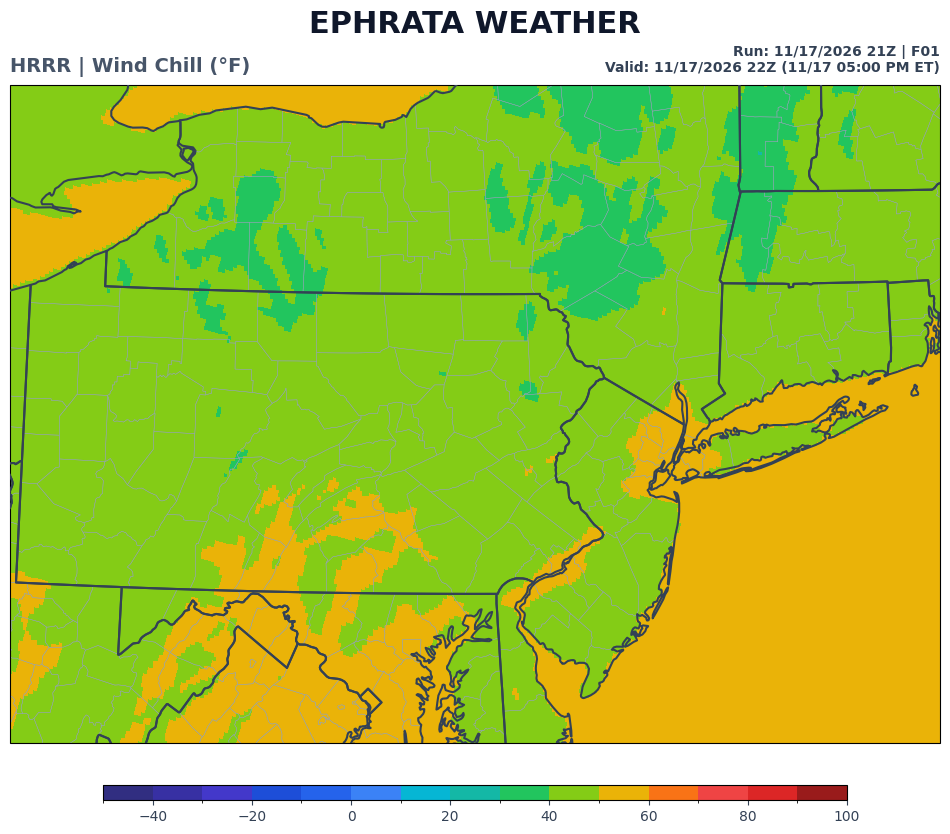 EPHRATA WEATHER
HRRR | Wind Chill (°F)
Run: 11/17/2026 21Z | F01
Valid: 11/17/2026 22Z (11/17 05:00 PM ET)
−40 −20 0 20 40 60 80 100